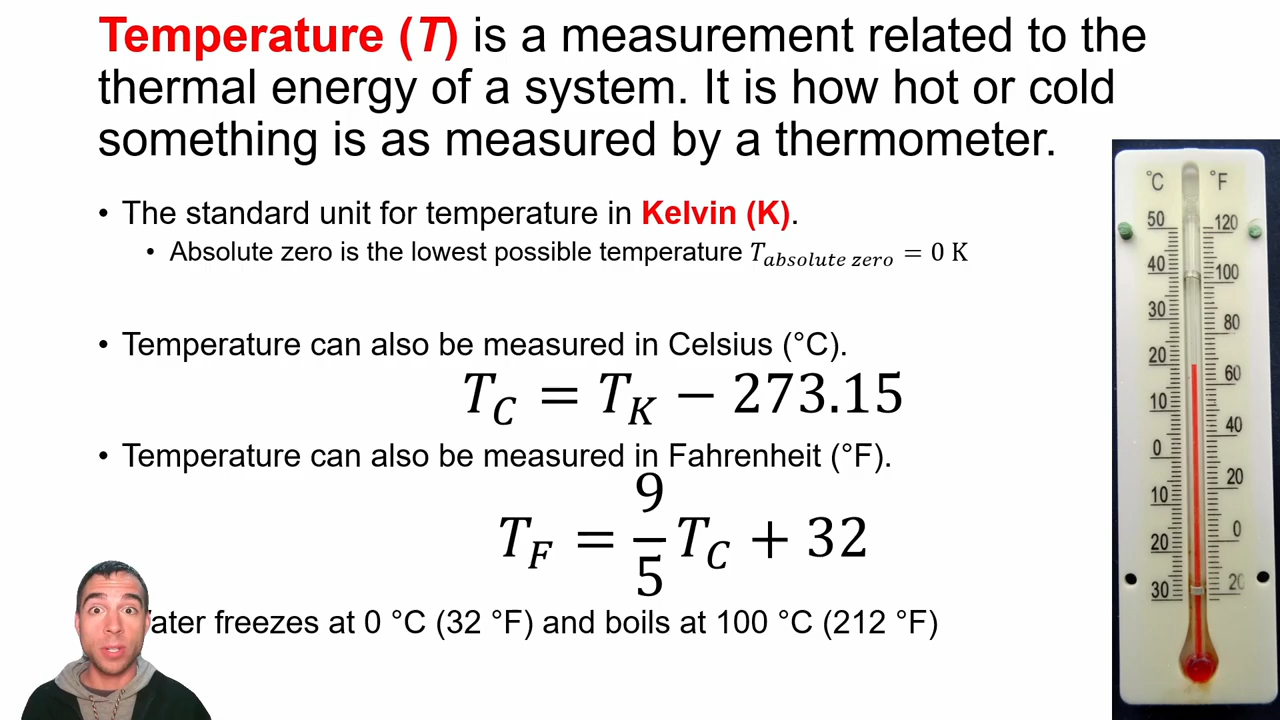 Temperature (T) is a measurement related to the
thermal energy of a system. It is how hot or cold
something is as measured by a thermometer.
• The standard unit for temperature in Kelvin (K).
• Absolute zero is the lowest possible temperature T_absolute zero = 0 K
• Temperature can also be measured in Celsius (°C).
T_C = T_K − 273.15
• Temperature can also be measured in Fahrenheit (°F).
T_F = 9/5 T_C + 32
ater freezes at 0 °C (32 °F) and boils at 100 °C (212 °F)
°C °F
50 120
40 100
30 80
20 60
10 40
0 20
10 0
20 20
30